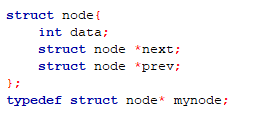 struct node{
    int data;
    struct node *next;
    struct node *prev;
};
typedef struct node* mynode;